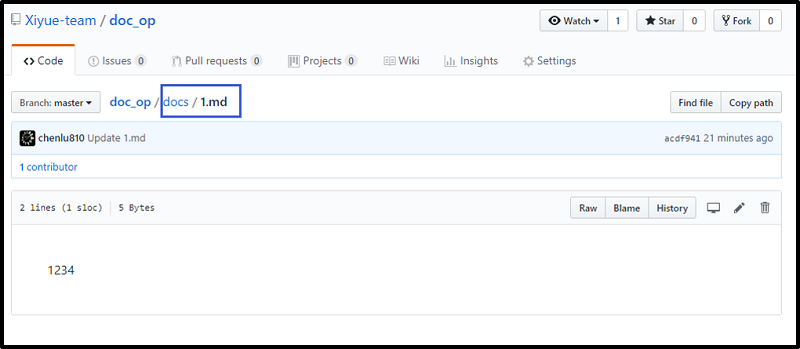 Xiyue-team / doc_op Watch 1 Star 0 Fork 0
Code Issues 0 Pull requests 0 Projects 0 Wiki Insights Settings
Branch: master doc_op / docs / 1.md Find file Copy path
chenlu810 Update 1.md acdf941 21 minutes ago
1 contributor
2 lines (1 sloc) 5 Bytes Raw Blame History
1234